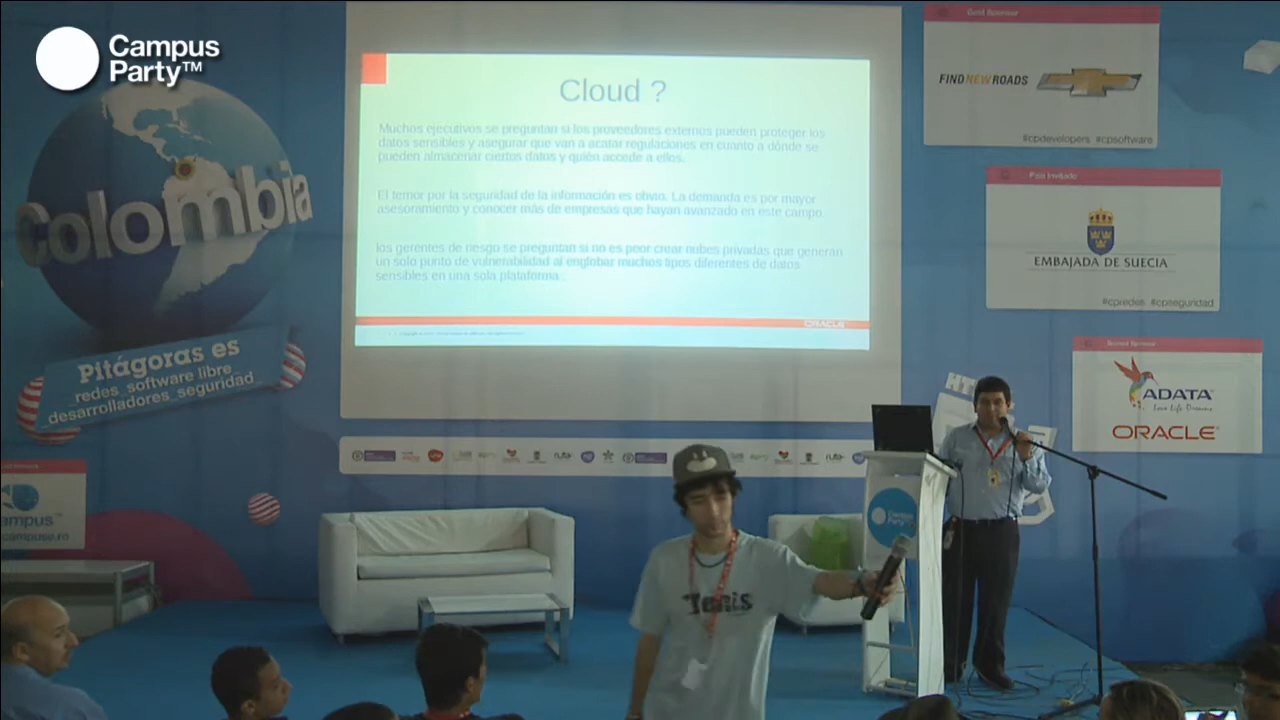 Campus
Party™
Colombia
Pitágoras es
redes_software libre_
desarrolladores_seguridad
Cloud ?
Muchos ejecutivos se preguntan si los proveedores externos pueden proteger los
datos sensibles y asegurar que van a acatar regulaciones en cuanto a dónde se
pueden almacenar ciertos datos y quién accede a ellos.
El temor por la seguridad de la información es obvio. La demanda es por mayor
asesoramiento y conocer más de empresas que hayan avanzado en este campo.
los gerentes de riesgo se preguntan si no es peor crear nubes privadas que generan
un solo punto de vulnerabilidad al englobar muchos tipos diferentes de datos
sensibles en una sola plataforma .
ORACLE
Gold Sponsor
FIND NEW ROADS
#cpdevelopers #cpsoftware
País Invitado
EMBAJADA DE SUECIA
#cpredes #cpseguridad
ADATA
Love Life Dreams
ORACLE
Campus
Party
Tenis
ampus™
campuse.ro